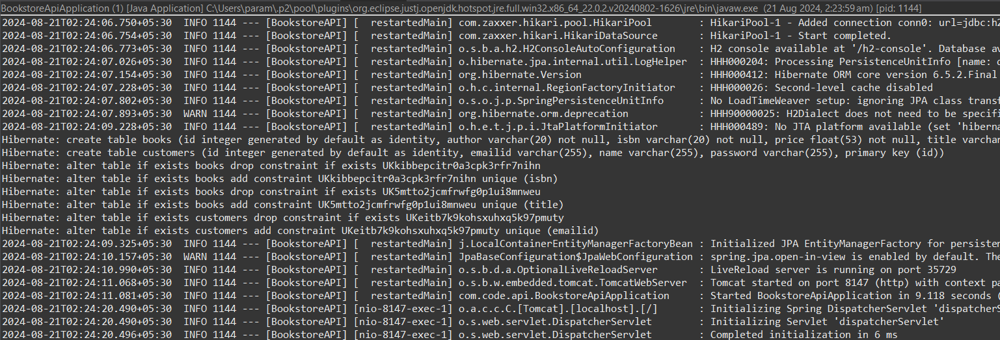 BookstoreApiApplication (1) [Java Application] C:\Users\param\.p2\pool\plugins\org.eclipse.justj.openjdk.hotspot.jre.full.win32.x86_64_22.0.2.v20240802-1626\jre\bin\javaw.exe (21 Aug 2024, 2:23:59 am) [pid: 1144]
2024-08-21T02:24:06.750+05:30  INFO 1144 --- [BookstoreAPI] [  restartedMain] com.zaxxer.hikari.pool.HikariPool        : HikariPool-1 - Added connection conn0: url=jdbc:h2
2024-08-21T02:24:06.754+05:30  INFO 1144 --- [BookstoreAPI] [  restartedMain] com.zaxxer.hikari.HikariDataSource       : HikariPool-1 - Start completed.
2024-08-21T02:24:06.773+05:30  INFO 1144 --- [BookstoreAPI] [  restartedMain] o.s.b.a.h2.H2ConsoleAutoConfiguration    : H2 console available at '/h2-console'. Database av
2024-08-21T02:24:07.026+05:30  INFO 1144 --- [BookstoreAPI] [  restartedMain] o.hibernate.jpa.internal.util.LogHelper  : HHH000204: Processing PersistenceUnitInfo [name: d
2024-08-21T02:24:07.154+05:30  INFO 1144 --- [BookstoreAPI] [  restartedMain] org.hibernate.Version                    : HHH000412: Hibernate ORM core version 6.5.2.Final
2024-08-21T02:24:07.228+05:30  INFO 1144 --- [BookstoreAPI] [  restartedMain] o.h.c.internal.RegionFactoryInitiator    : HHH000026: Second-level cache disabled
2024-08-21T02:24:07.802+05:30  INFO 1144 --- [BookstoreAPI] [  restartedMain] o.s.o.j.p.SpringPersistenceUnitInfo      : No LoadTimeWeaver setup: ignoring JPA class transf
2024-08-21T02:24:07.893+05:30  WARN 1144 --- [BookstoreAPI] [  restartedMain] org.hibernate.orm.deprecation            : HHH90000025: H2Dialect does not need to be specifi
2024-08-21T02:24:09.228+05:30  INFO 1144 --- [BookstoreAPI] [  restartedMain] o.h.e.t.j.p.i.JtaPlatformInitiator       : HHH000489: No JTA platform available (set 'hiberna
Hibernate: create table books (id integer generated by default as identity, author varchar(20) not null, isbn varchar(20) not null, price float(53) not null, title varchar
Hibernate: create table customers (id integer generated by default as identity, emailid varchar(255), name varchar(255), password varchar(255), primary key (id))
Hibernate: alter table if exists books drop constraint if exists UKkibbepcitr0a3cpk3rfr7nihn
Hibernate: alter table if exists books add constraint UKkibbepcitr0a3cpk3rfr7nihn unique (isbn)
Hibernate: alter table if exists books drop constraint if exists UK5mtto2jcmfrwfg0p1ui8mnweu
Hibernate: alter table if exists books add constraint UK5mtto2jcmfrwfg0p1ui8mnweu unique (title)
Hibernate: alter table if exists customers drop constraint if exists UKeitb7k9kohsxuhxq5k97pmuty
Hibernate: alter table if exists customers add constraint UKeitb7k9kohsxuhxq5k97pmuty unique (emailid)
2024-08-21T02:24:09.325+05:30  INFO 1144 --- [BookstoreAPI] [  restartedMain] j.LocalContainerEntityManagerFactoryBean : Initialized JPA EntityManagerFactory for persisten
2024-08-21T02:24:10.157+05:30  WARN 1144 --- [BookstoreAPI] [  restartedMain] JpaBaseConfiguration$JpaWebConfiguration : spring.jpa.open-in-view is enabled by default. The
2024-08-21T02:24:10.990+05:30  INFO 1144 --- [BookstoreAPI] [  restartedMain] o.s.b.d.a.OptionalLiveReloadServer       : LiveReload server is running on port 35729
2024-08-21T02:24:11.068+05:30  INFO 1144 --- [BookstoreAPI] [  restartedMain] o.s.b.w.embedded.tomcat.TomcatWebServer  : Tomcat started on port 8147 (http) with context pa
2024-08-21T02:24:11.081+05:30  INFO 1144 --- [BookstoreAPI] [  restartedMain] com.code.api.BookstoreApiApplication     : Started BookstoreApiApplication in 9.118 seconds (
2024-08-21T02:24:20.490+05:30  INFO 1144 --- [BookstoreAPI] [nio-8147-exec-1] o.a.c.c.C.[Tomcat].[localhost].[/]       : Initializing Spring DispatcherServlet 'dispatcherS
2024-08-21T02:24:20.490+05:30  INFO 1144 --- [BookstoreAPI] [nio-8147-exec-1] o.s.web.servlet.DispatcherServlet        : Initializing Servlet 'dispatcherServlet'
2024-08-21T02:24:20.496+05:30  INFO 1144 --- [BookstoreAPI] [nio-8147-exec-1] o.s.web.servlet.DispatcherServlet        : Completed initialization in 6 ms